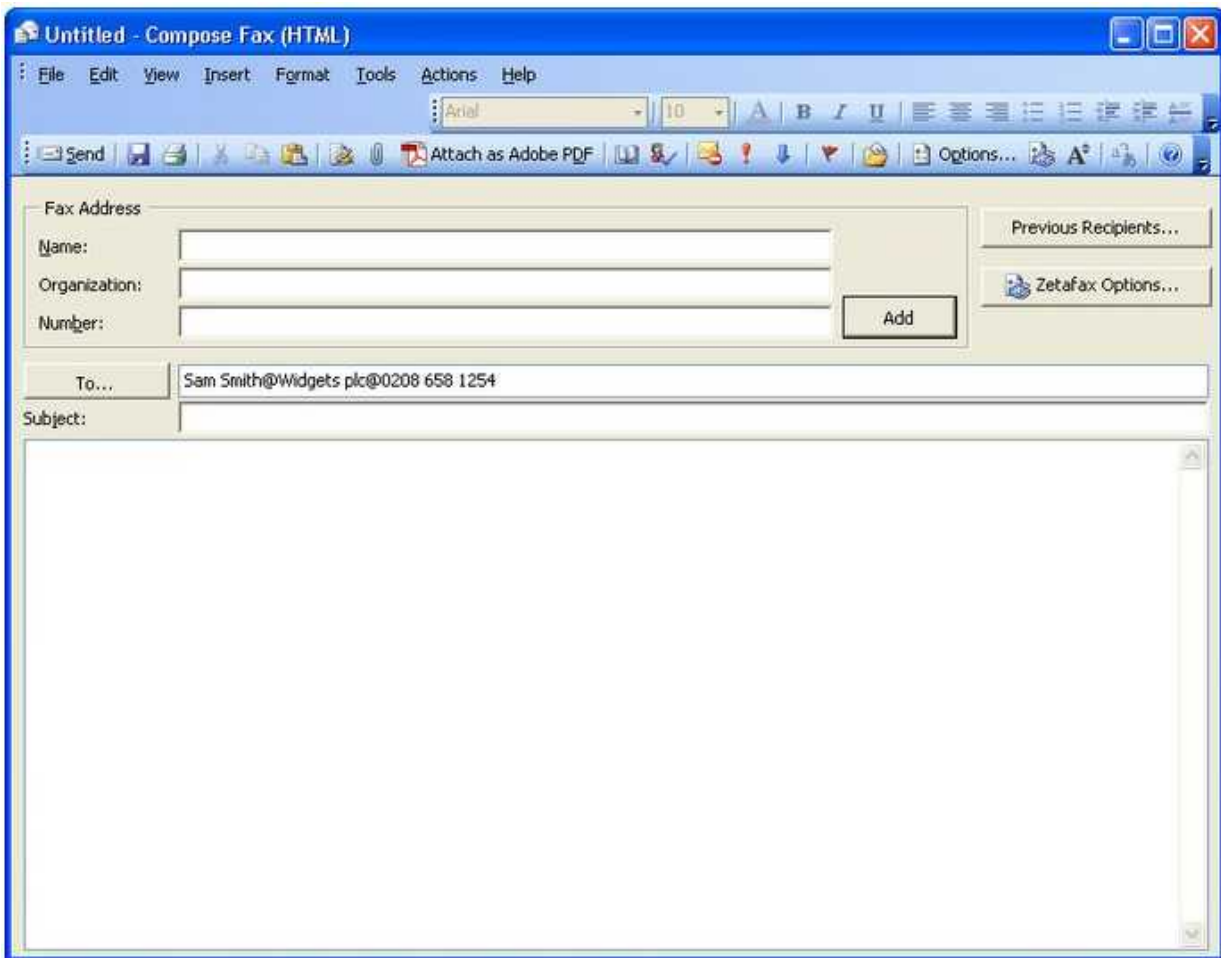 Untitled - Compose Fax (HTML)
File Edit View Insert Format Tools Actions Help
Arial 10 A B I U
Send Attach as Adobe PDF Options...
Fax Address
Name:
Organization:
Number:
Add
Previous Recipients...
Zetafax Options...
To... Sam Smith@Widgets plc@0208 658 1254
Subject: